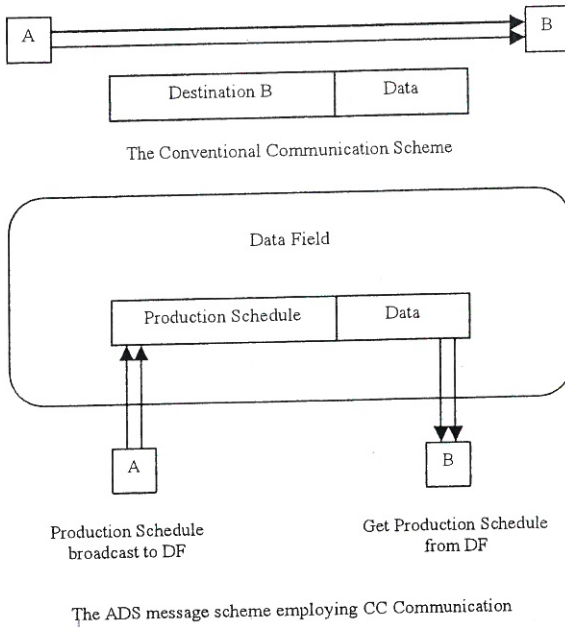 A
B
Destination B
Data
The Conventional Communication Scheme
Data Field
Production Schedule
Data
A
B
Production Schedule
broadcast to DF
Get Production Schedule
from DF
The ADS message scheme employing CC Communication